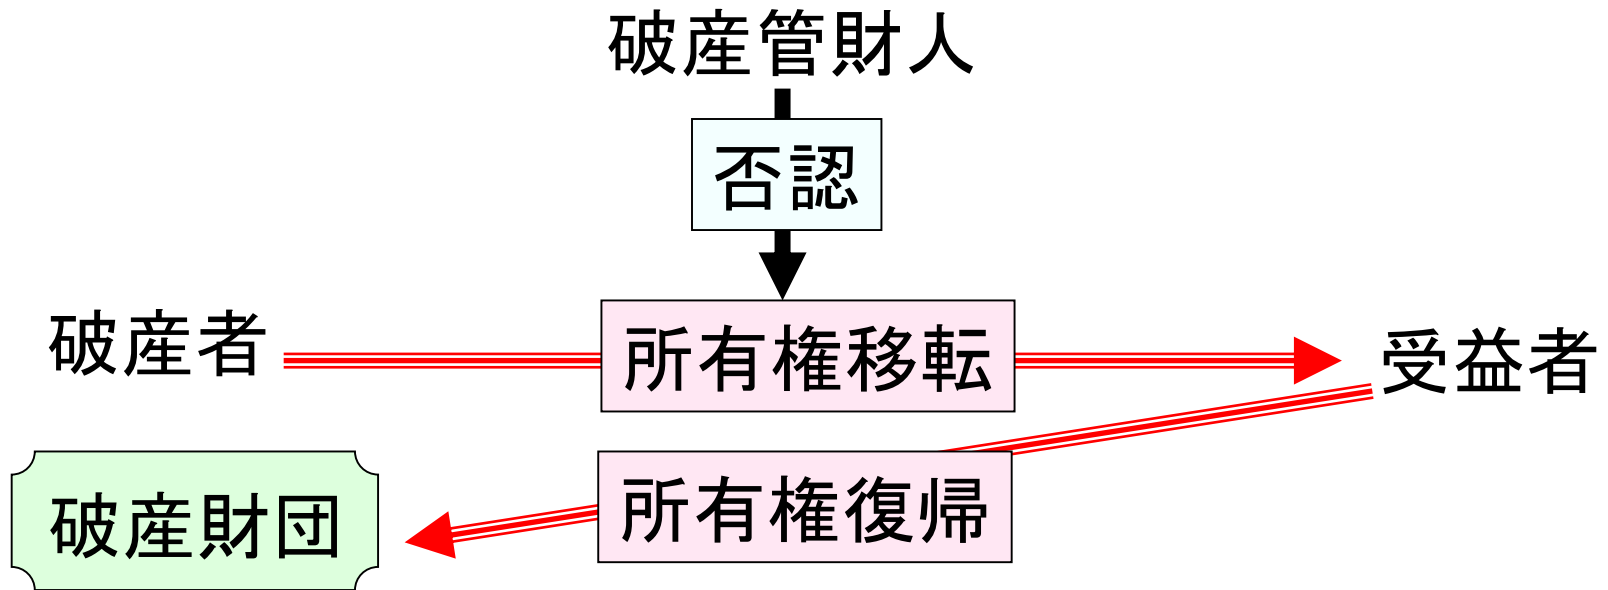 破産管財人
否認
破産者
所有権移転
受益者
破産財団
所有権復帰